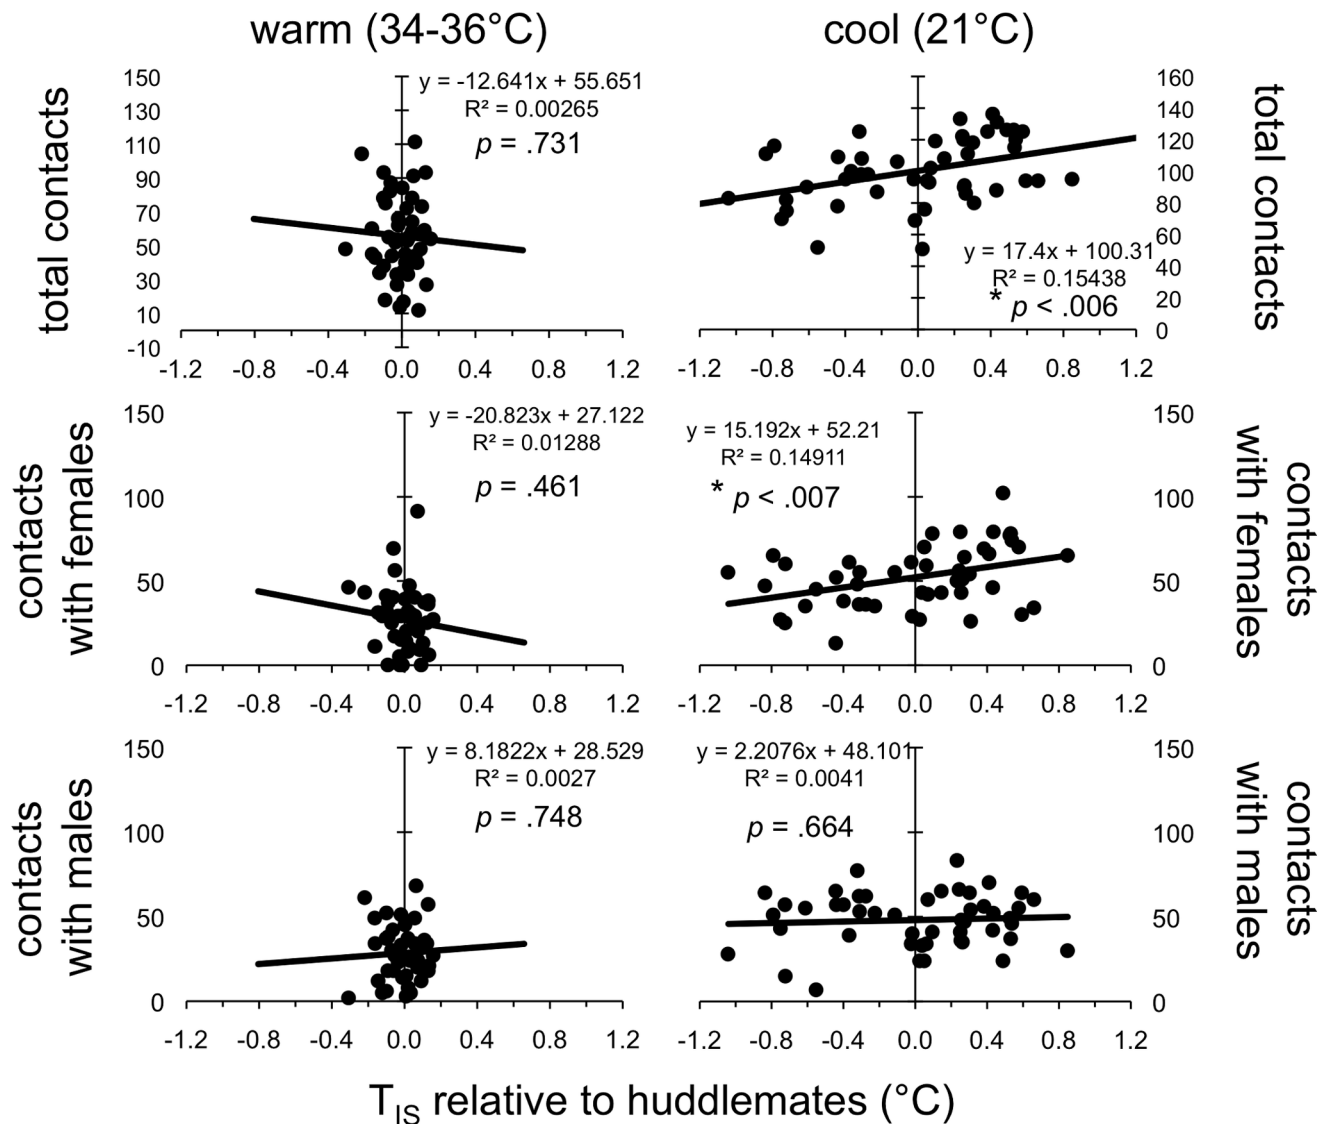 warm (34-36°C)
cool (21°C)
total contacts
150
130
110
90
70
50
30
10
-10
y = -12.641x + 55.651
R² = 0.00265
p = .731
-1.2 -0.8 -0.4 0.0 0.4 0.8 1.2
160
140
120
100
80
60
40
20
0
total contacts
y = 17.4x + 100.31
R² = 0.15438
* p < .006
-1.2 -0.8 -0.4 0.0 0.4 0.8 1.2
contacts
with females
150
100
50
0
y = -20.823x + 27.122
R² = 0.01288
p = .461
-1.2 -0.8 -0.4 0.0 0.4 0.8 1.2
y = 15.192x + 52.21
R² = 0.14911
* p < .007
150
100
50
0
contacts
with females
-1.2 -0.8 -0.4 0.0 0.4 0.8 1.2
contacts
with males
150
100
50
0
y = 8.1822x + 28.529
R² = 0.0027
p = .748
-1.2 -0.8 -0.4 0.0 0.4 0.8 1.2
y = 2.2076x + 48.101
R² = 0.0041
p = .664
150
100
50
0
contacts
with males
-1.2 -0.8 -0.4 0.0 0.4 0.8 1.2
TIS relative to huddlemates (°C)